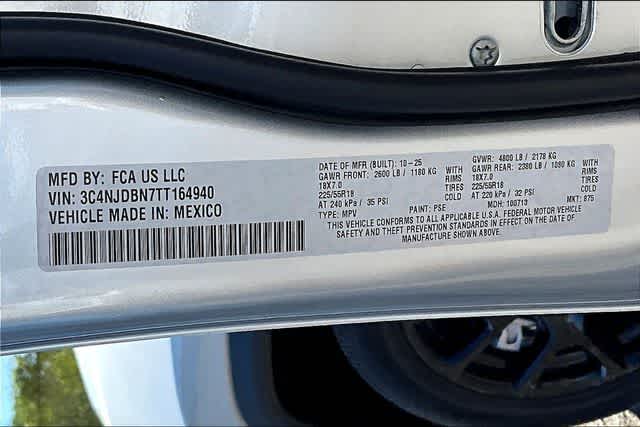 MFD BY: FCA US LLC
VIN: 3C4NJDBN7TT164940
VEHICLE MADE IN: MEXICO
DATE OF MFR (BUILT): 10-25
GAWR FRONT: 2600 LB / 1180 KG
18X7.0 WITH RIMS
225/55R18 TIRES
AT 240 kPa / 35 PSI
TYPE: MPV PAINT: PSE
GVWR: 4800 LB / 2178 KG
GAWR REAR: 2380 LB / 1080 KG
18X7.0 WITH RIMS
225/55R18 TIRES
AT 220 kPa / 32 PSI
MDH: 100713 MKT: 875
THIS VEHICLE CONFORMS TO ALL APPLICABLE U.S.A. FEDERAL MOTOR VEHICLE
SAFETY AND THEFT PREVENTION STANDARDS IN EFFECT ON THE DATE OF
MANUFACTURE SHOWN ABOVE.